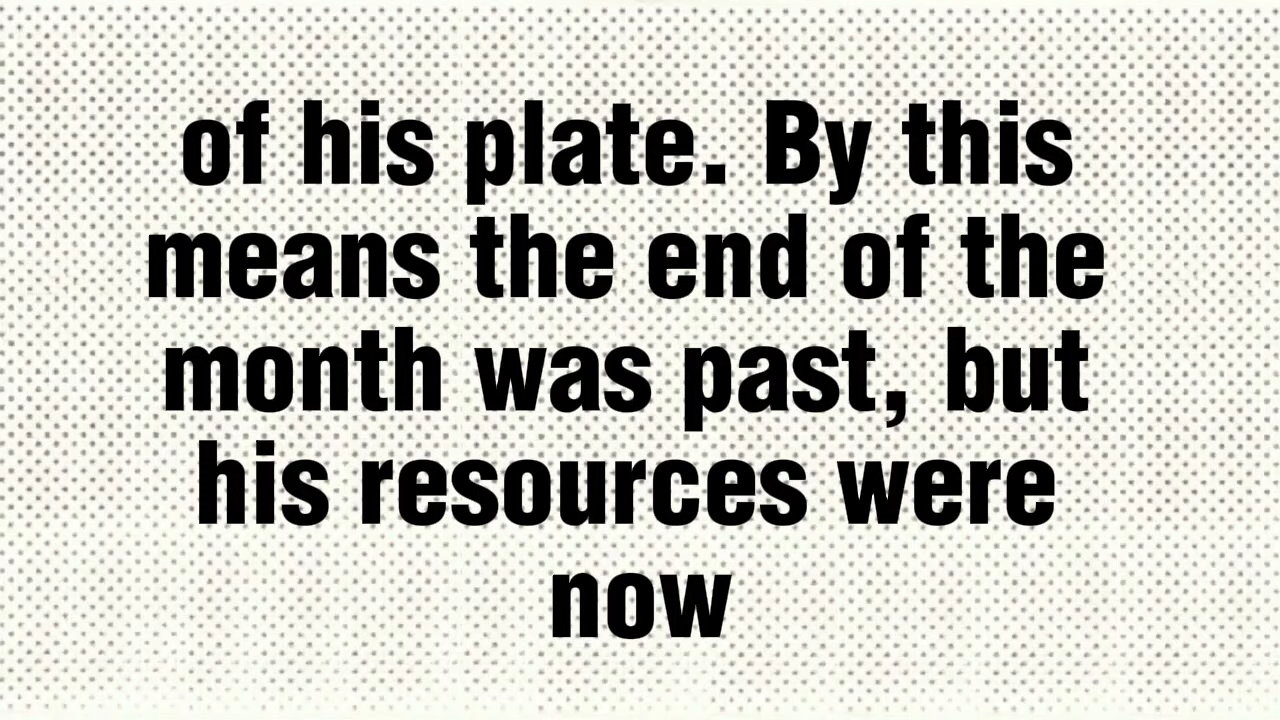 of his plate. By this
means the end of the
month was past, but
his resources were
now